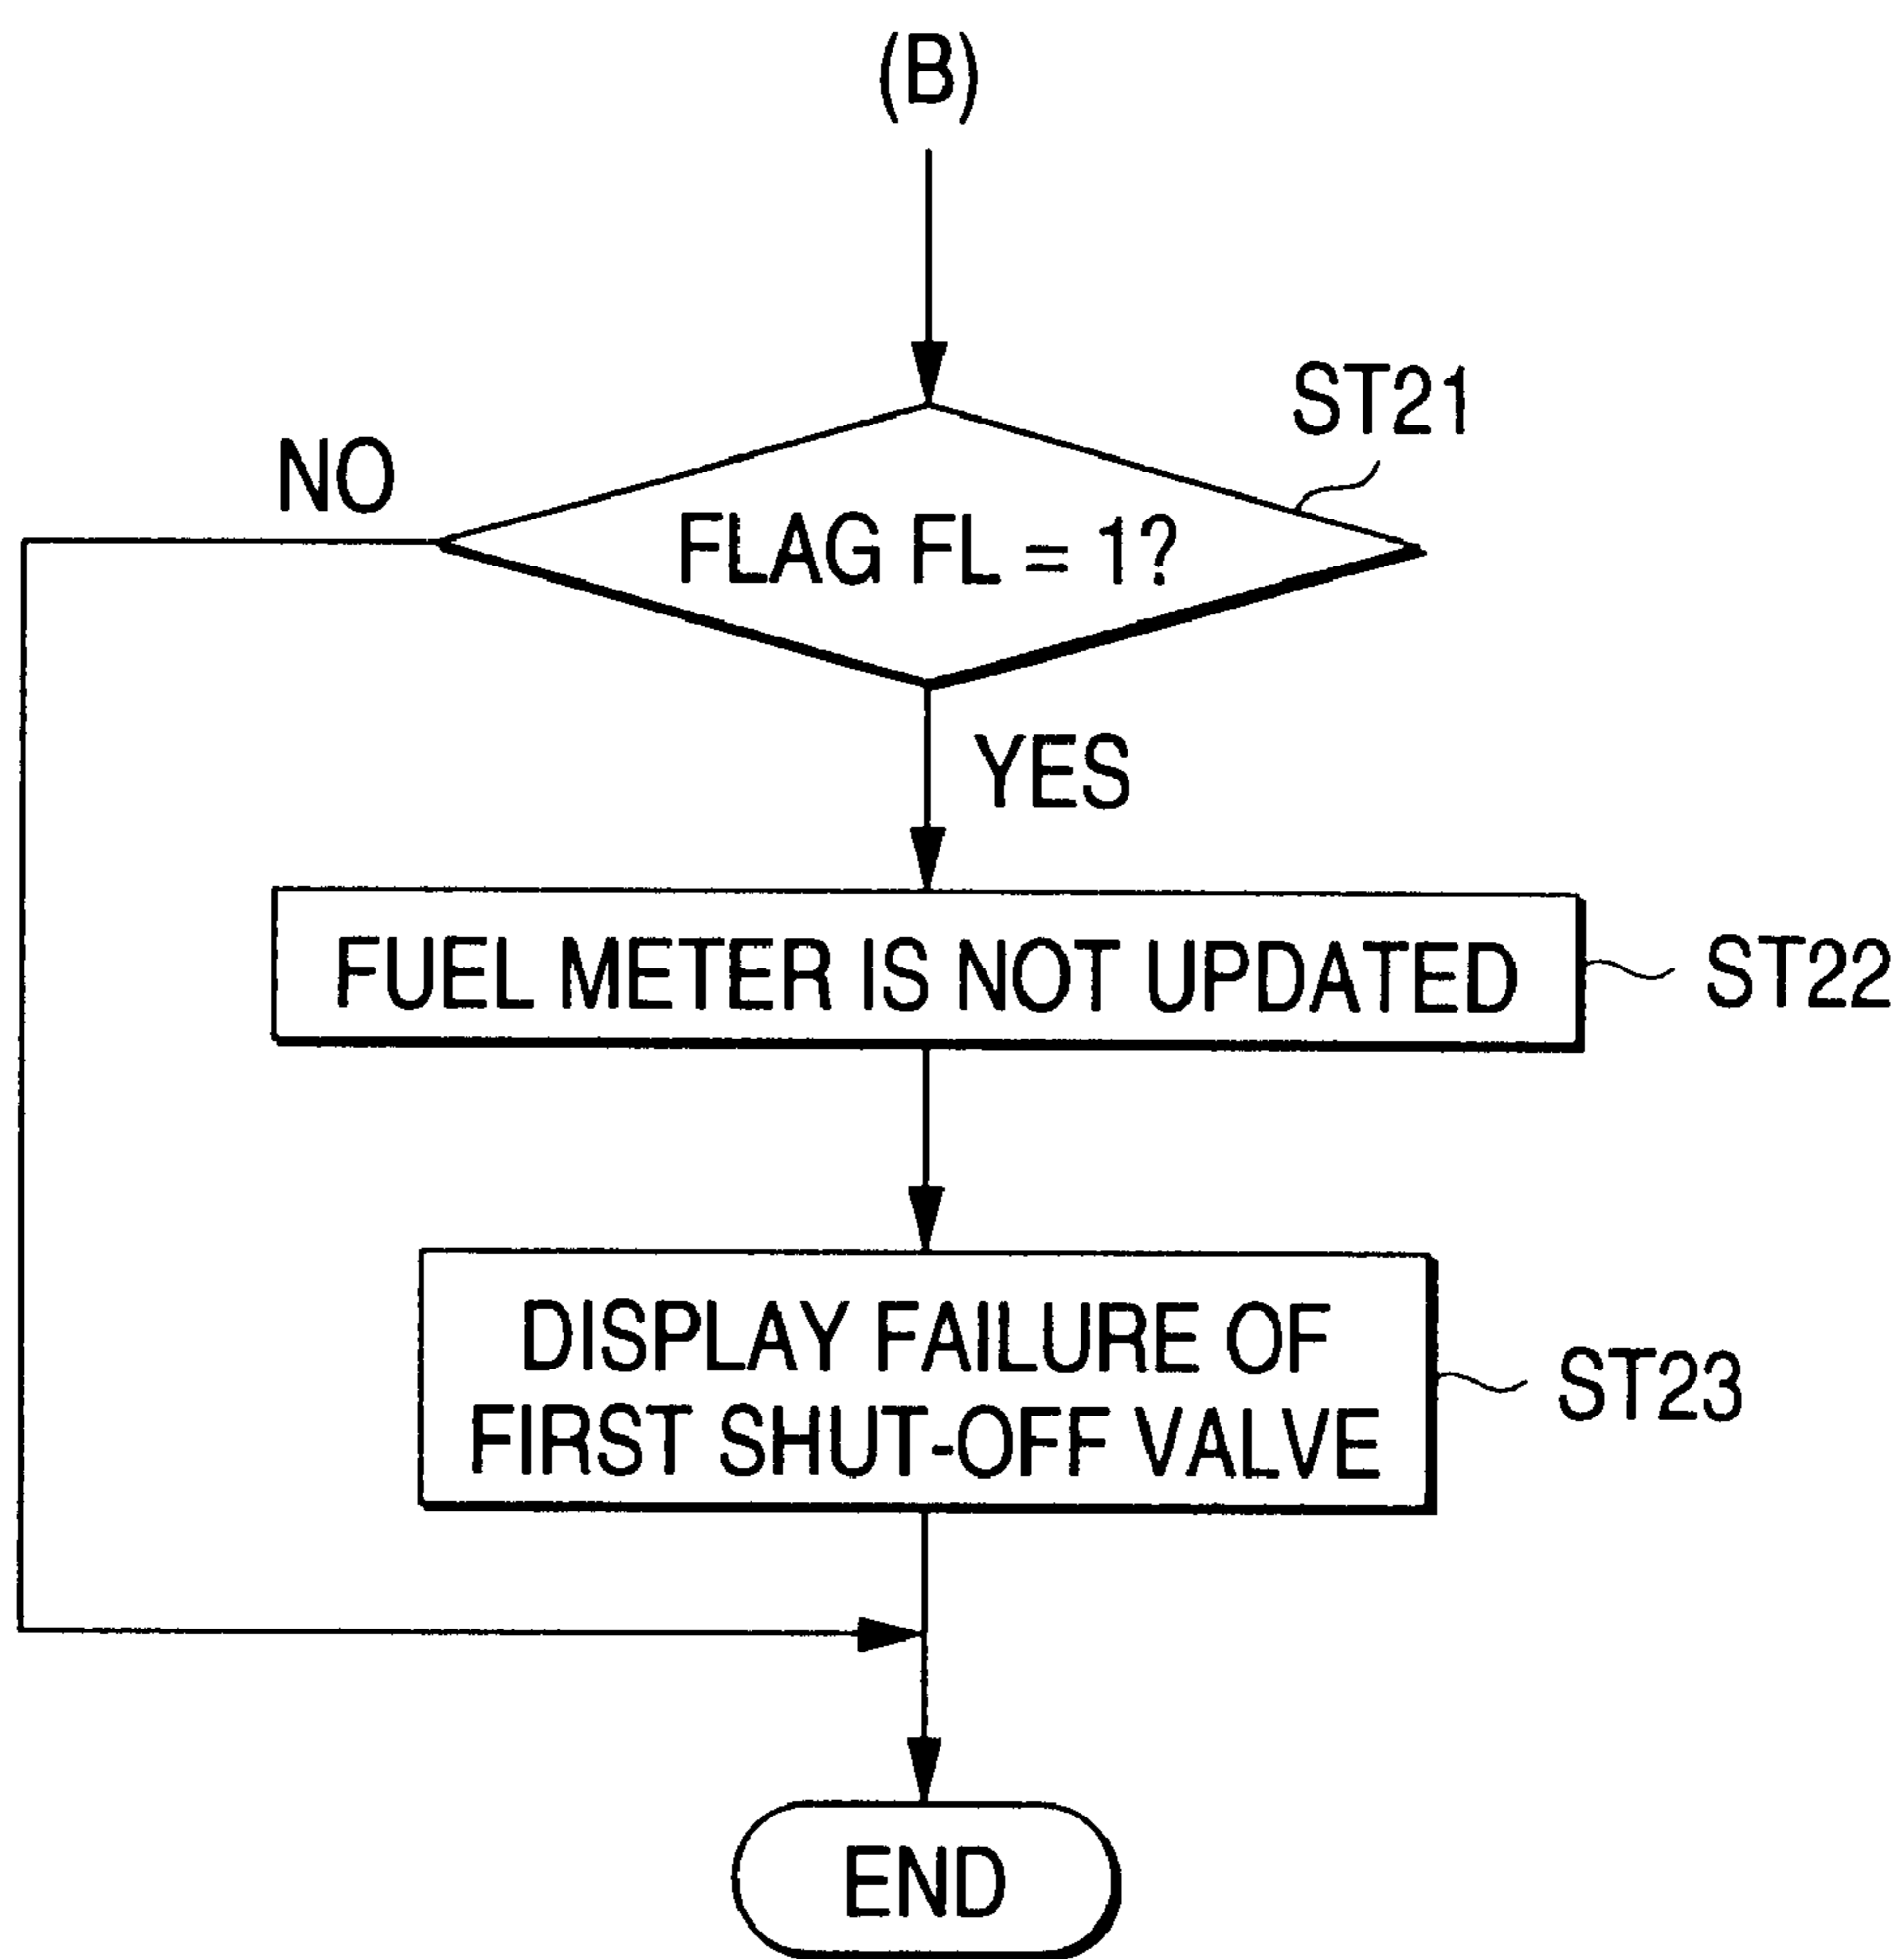 (B)
ST21
NO
FLAG FL = 1?
YES
FUEL METER IS NOT UPDATED
ST22
DISPLAY FAILURE OF
FIRST SHUT-OFF VALVE
ST23
END